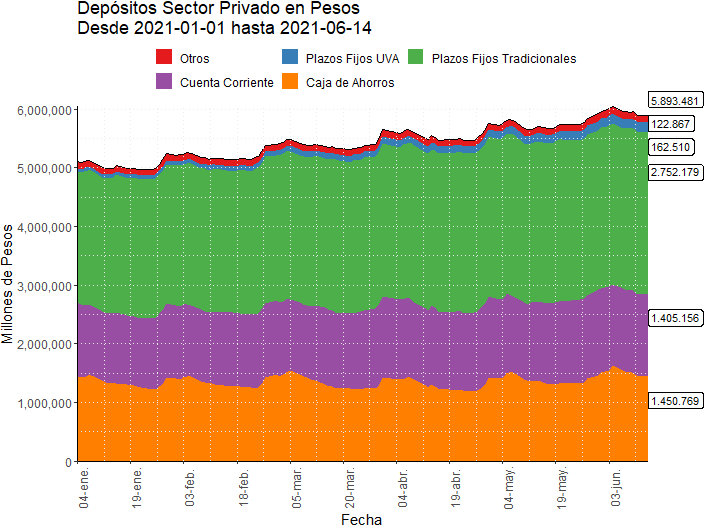 Depósitos Sector Privado en Pesos
Desde 2021-01-01 hasta 2021-06-14
Otros
Plazos Fijos UVA
Plazos Fijos Tradicionales
Cuenta Corriente
Caja de Ahorros
Millones de Pesos
6,000,000
5,000,000
4,000,000
3,000,000
2,000,000
1,000,000
0
5.893.481
122.867
162.510
2.752.179
1.405.156
1.450.769
04-ene.
19-ene.
03-feb.
18-feb.
05-mar.
20-mar.
04-abr.
19-abr.
04-may.
19-may.
03-jun.
Fecha